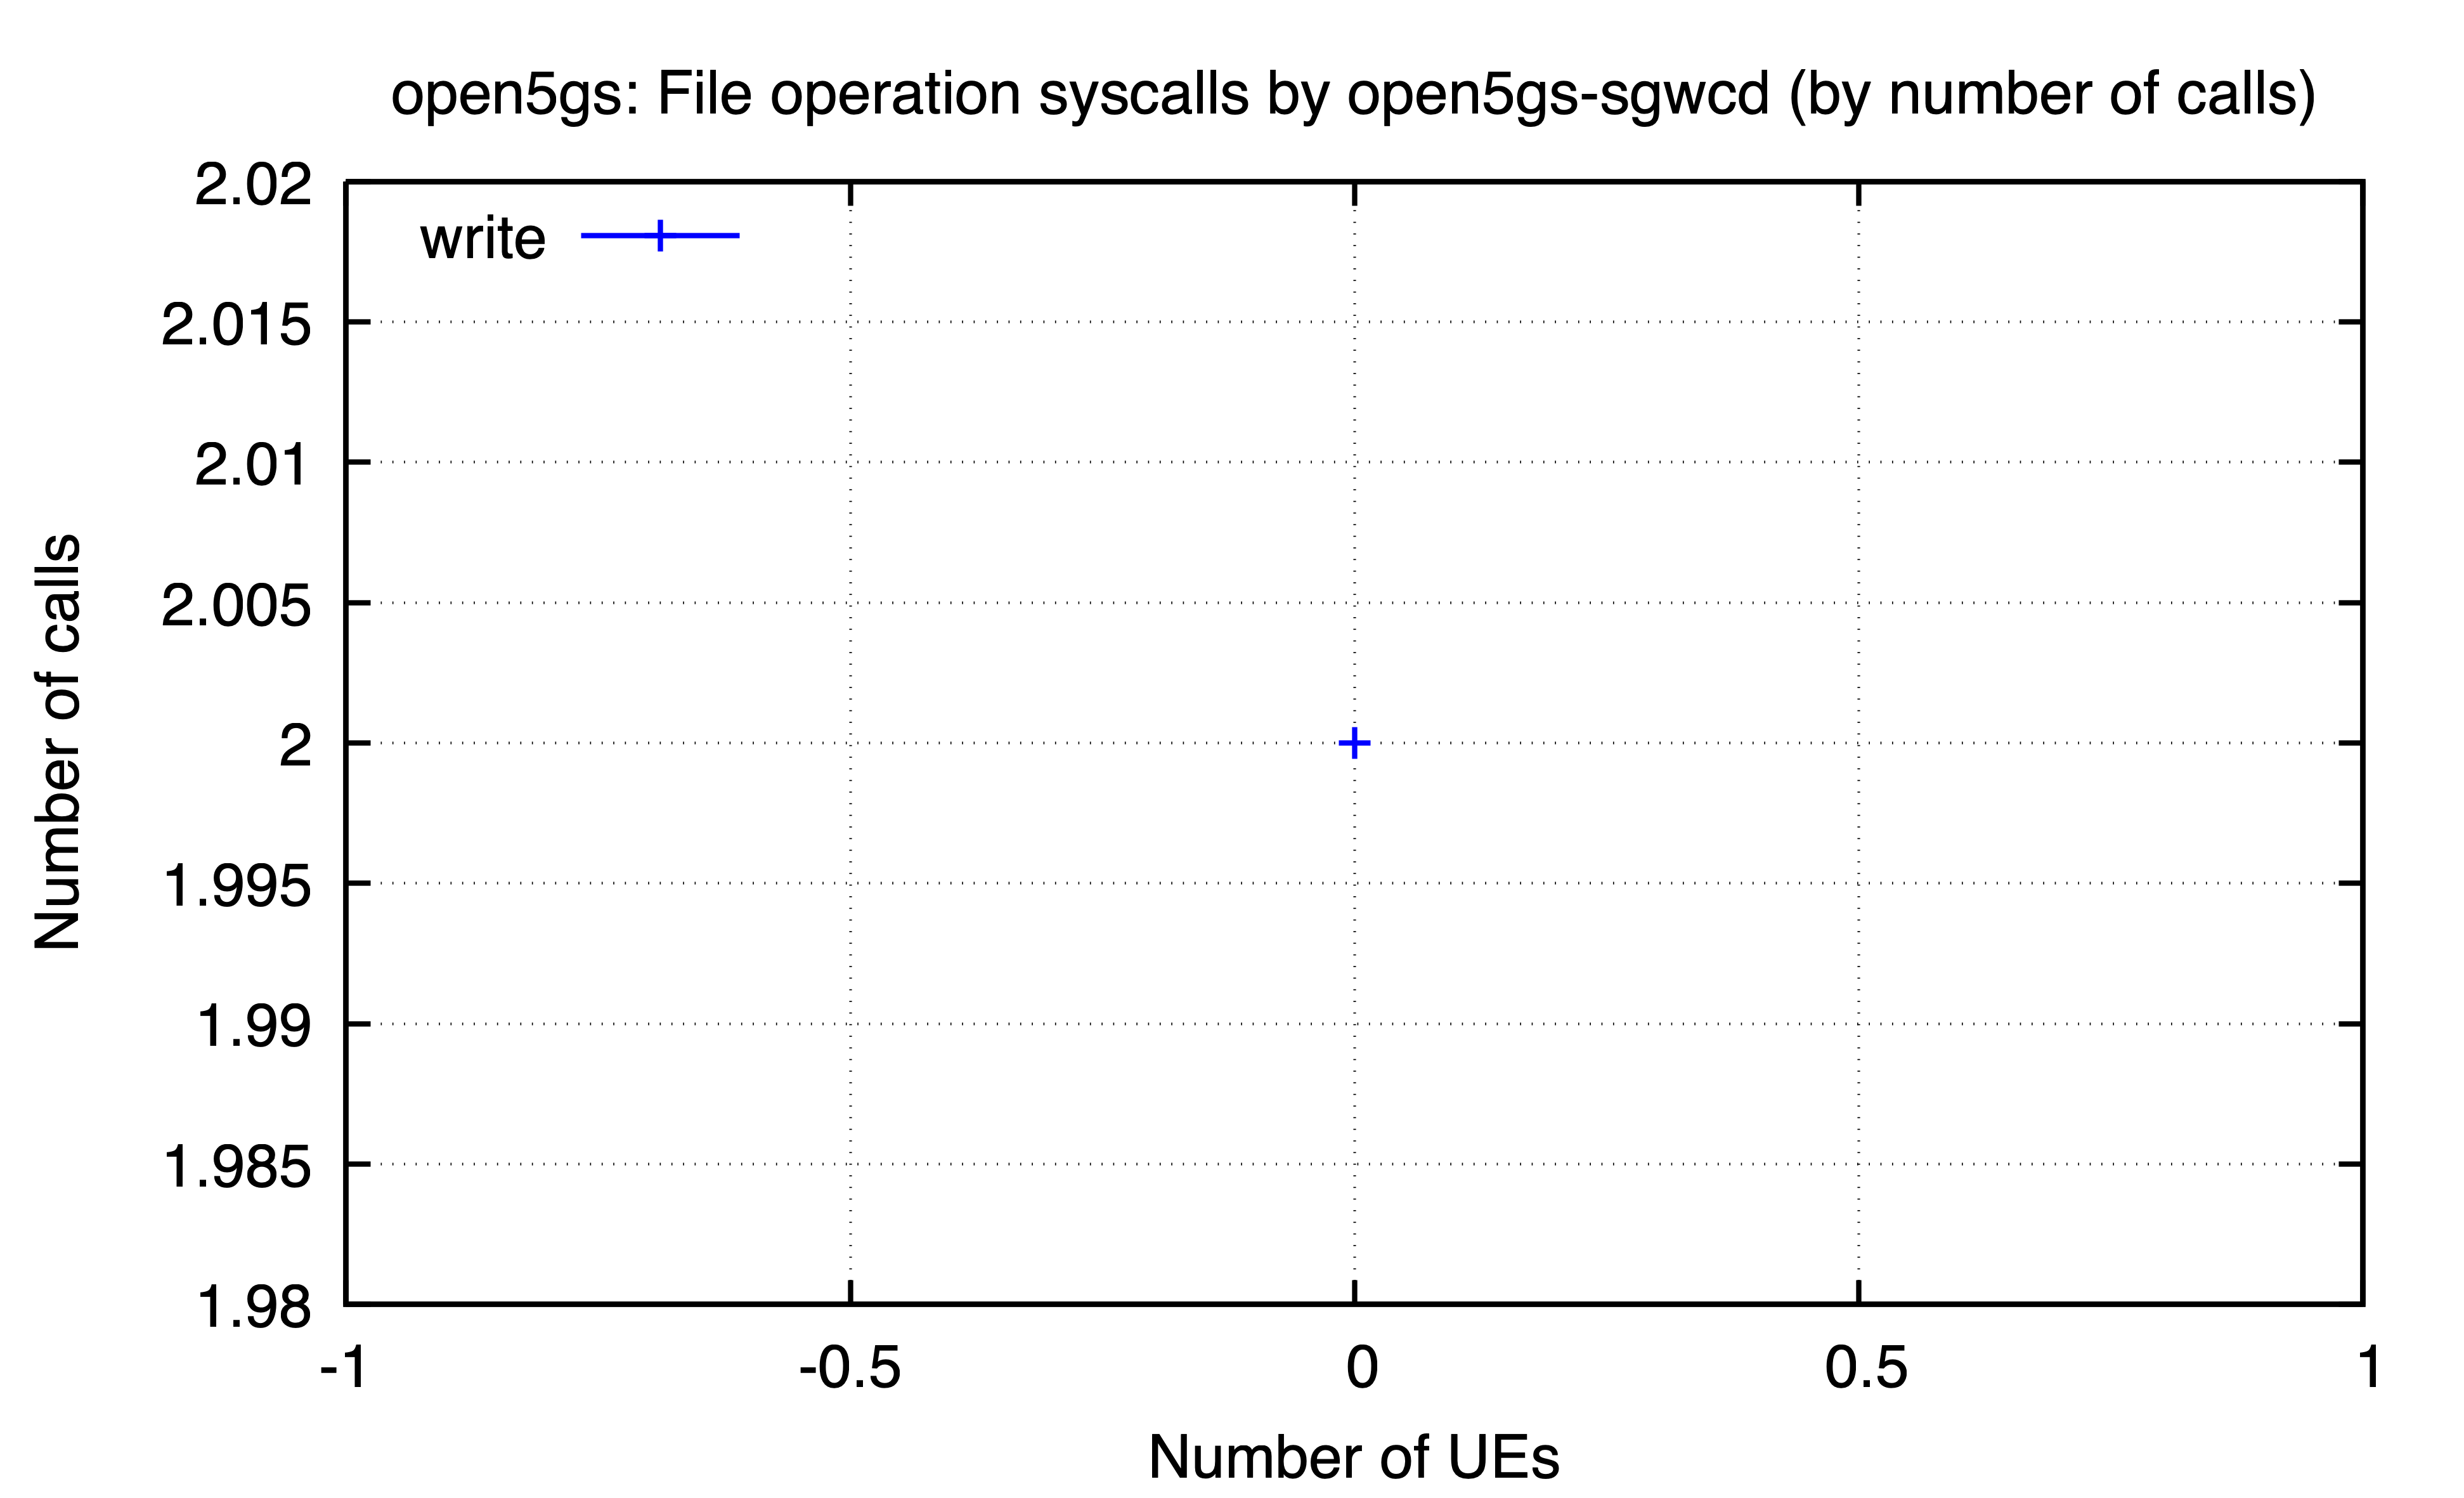 open5gs: File operation syscalls by open5gs-sgwcd (by number of calls)
2.02
write
2.015
2.01
2.005
2
1.995
1.99
1.985
1.98
Number of calls
-1 -0.5 0 0.5 1
Number of UEs